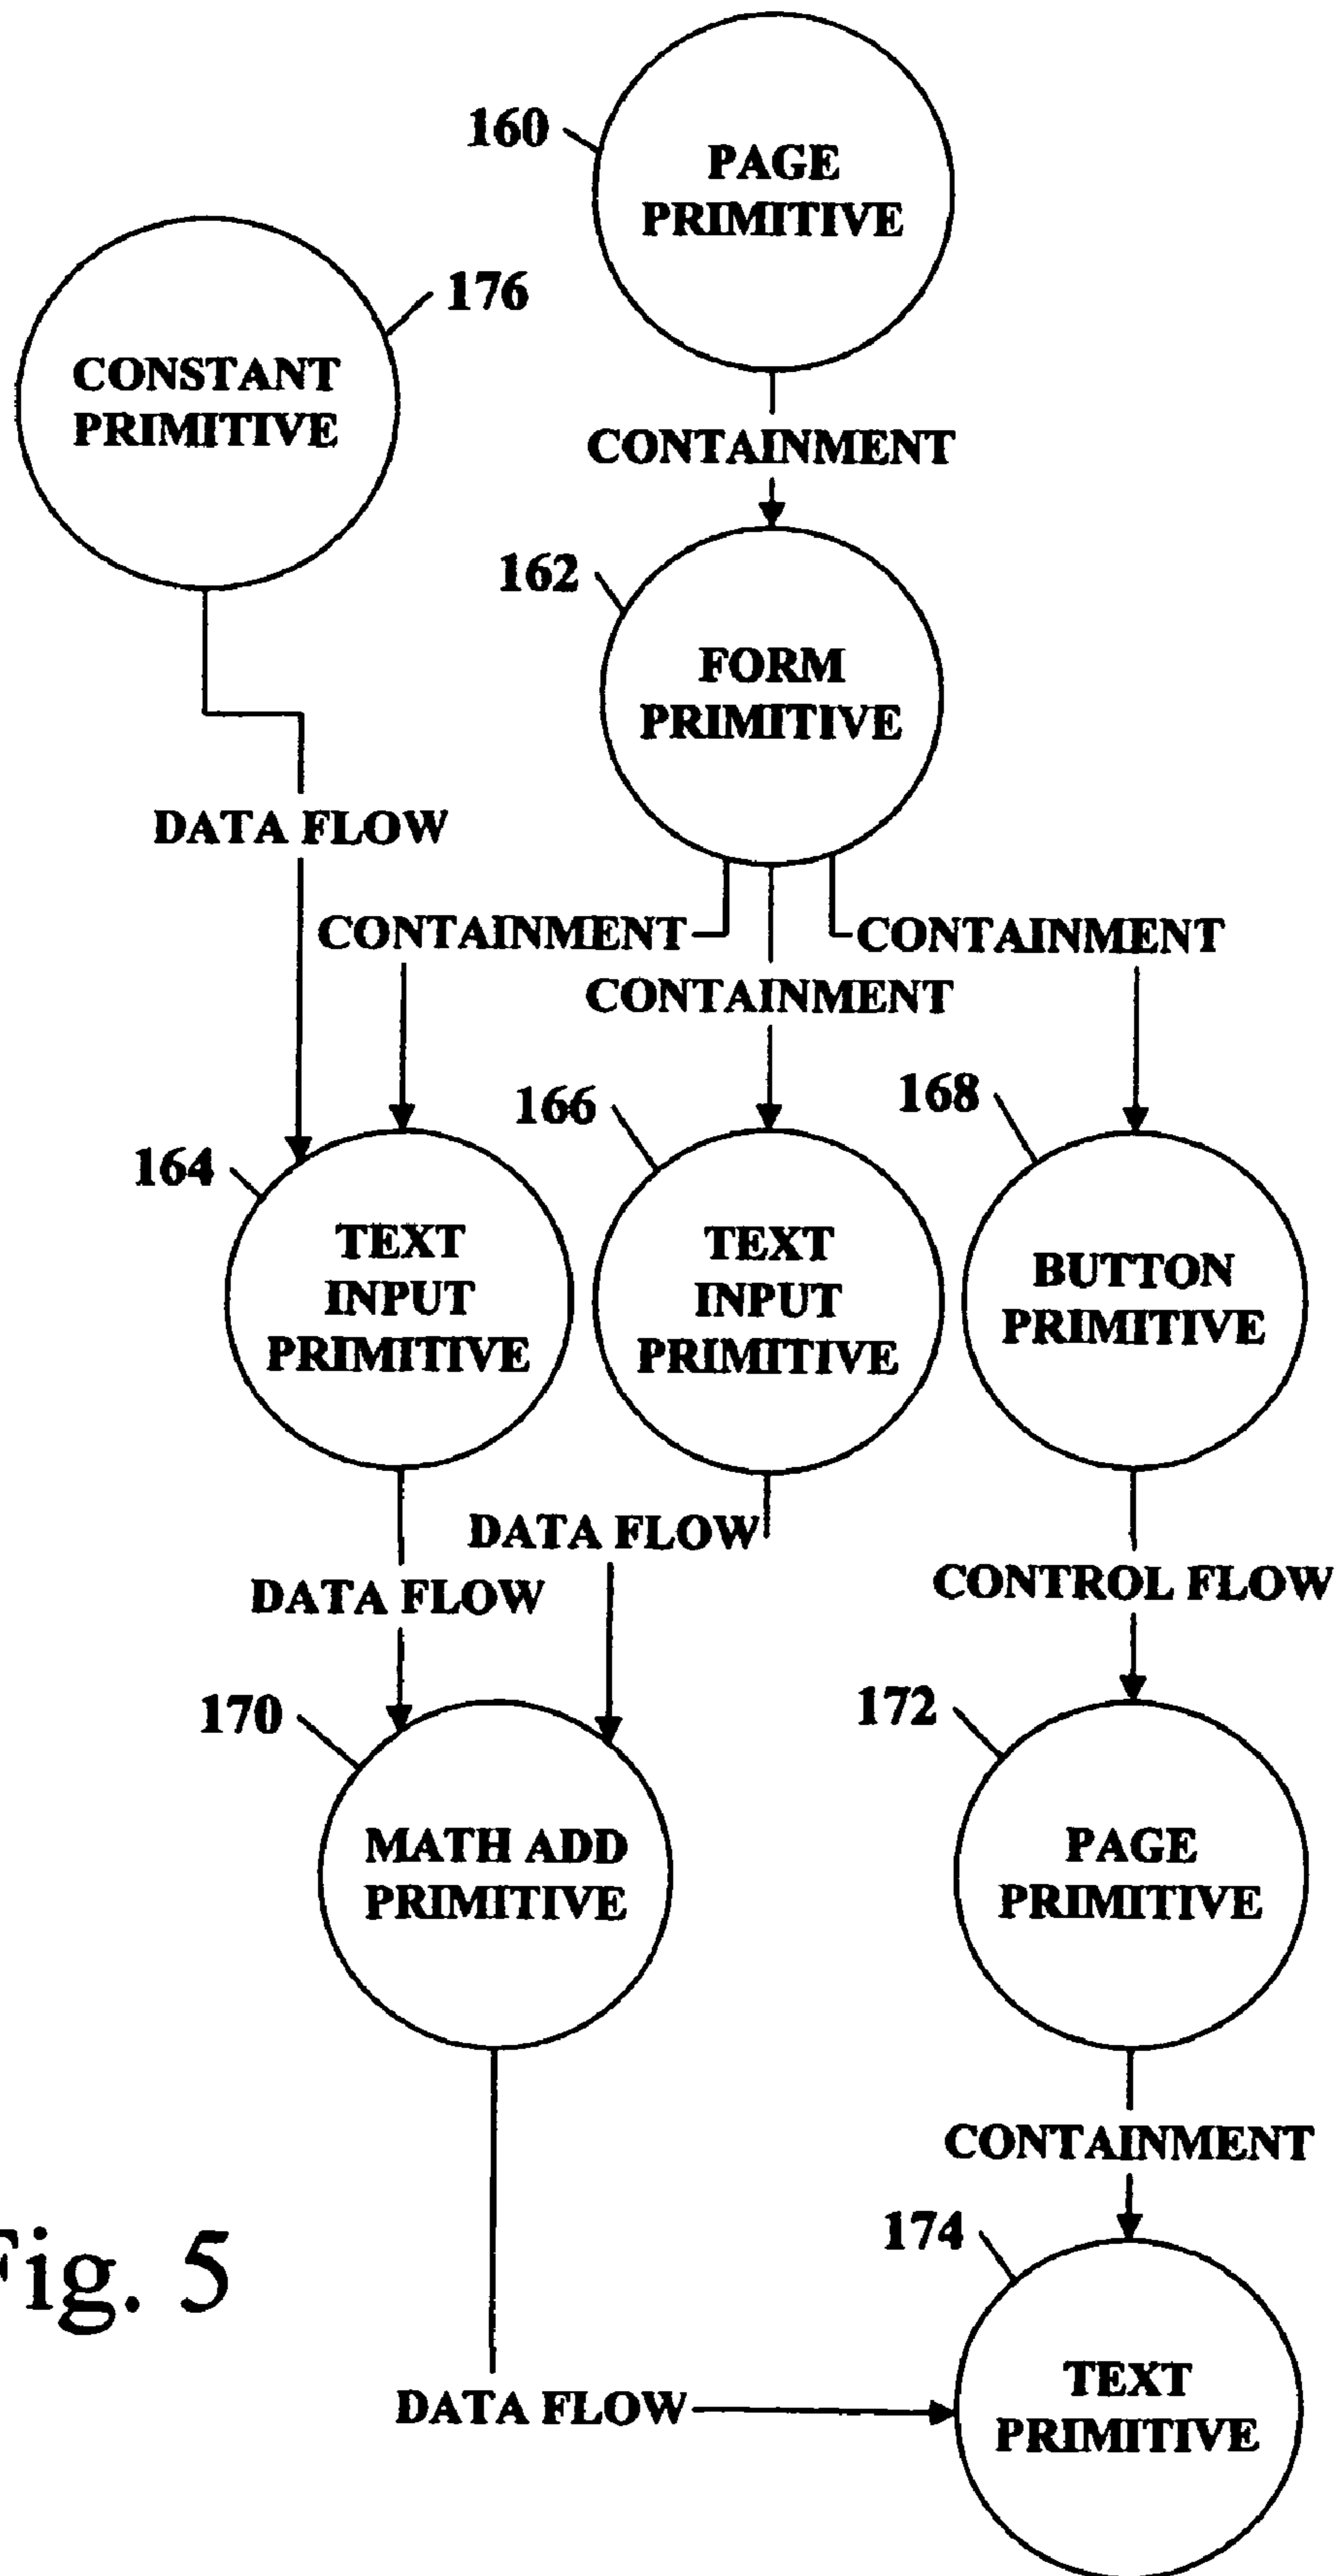 160
PAGE
PRIMITIVE
176
CONSTANT
PRIMITIVE
CONTAINMENT
162
FORM
PRIMITIVE
DATA FLOW
CONTAINMENT
CONTAINMENT
CONTAINMENT
164
166
168
TEXT
INPUT
PRIMITIVE
TEXT
INPUT
PRIMITIVE
BUTTON
PRIMITIVE
DATA FLOW
DATA FLOW
CONTROL FLOW
170
172
MATH ADD
PRIMITIVE
PAGE
PRIMITIVE
CONTAINMENT
174
Fig. 5
TEXT
PRIMITIVE
DATA FLOW